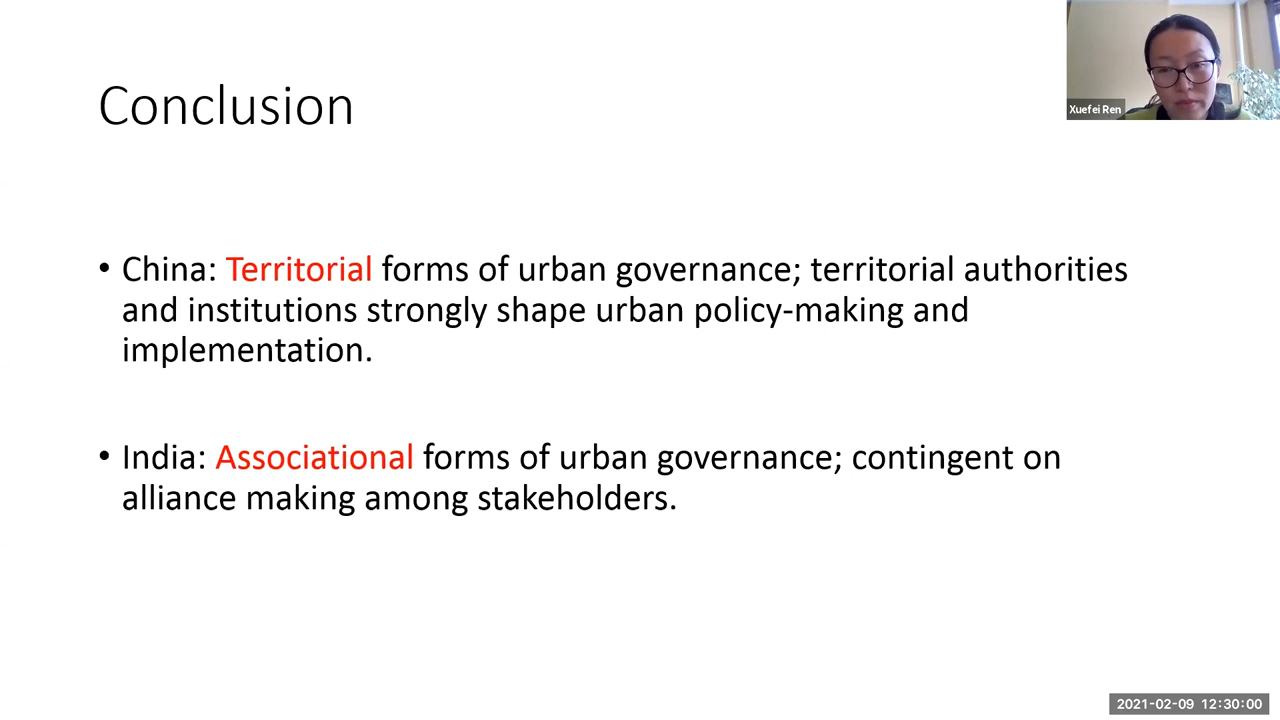 Conclusion
Xuefei Ren
• China: Territorial forms of urban governance; territorial authorities
and institutions strongly shape urban policy-making and
implementation.
• India: Associational forms of urban governance; contingent on
alliance making among stakeholders.
2021-02-09 12:30:00